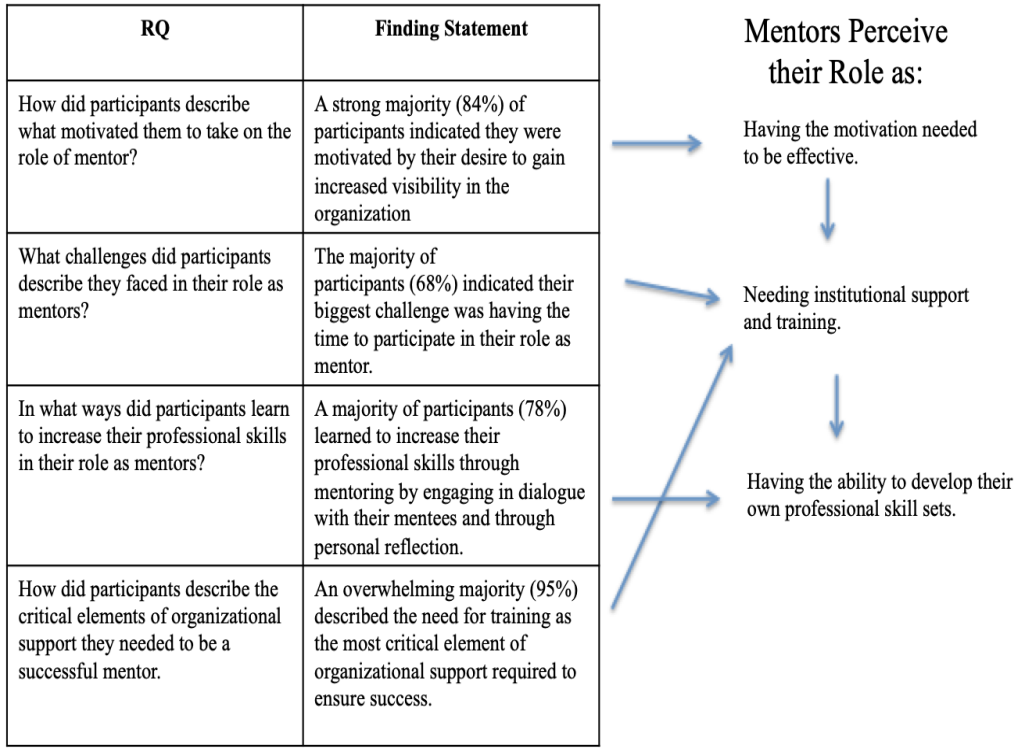 RQ
Finding Statement
How did participants describe
what motivated them to take on the
role of mentor?
A strong majority (84%) of
participants indicated they were
motivated by their desire to gain
increased visibility in the
organization
What challenges did participants
describe they faced in their role as
mentors?
The majority of
participants (68%) indicated their
biggest challenge was having the
time to participate in their role as
mentor.
In what ways did participants learn
to increase their professional skills
in their role as mentors?
A majority of participants (78%)
learned to increase their
professional skills through
mentoring by engaging in dialogue
with their mentees and through
personal reflection.
How did participants describe the
critical elements of organizational
support they needed to be a
successful mentor.
An overwhelming majority (95%)
described the need for training as
the most critical element of
organizational support required to
ensure success.
Mentors Perceive
their Role as:
Having the motivation needed
to be effective.
Needing institutional support
and training.
Having the ability to develop their
own professional skill sets.